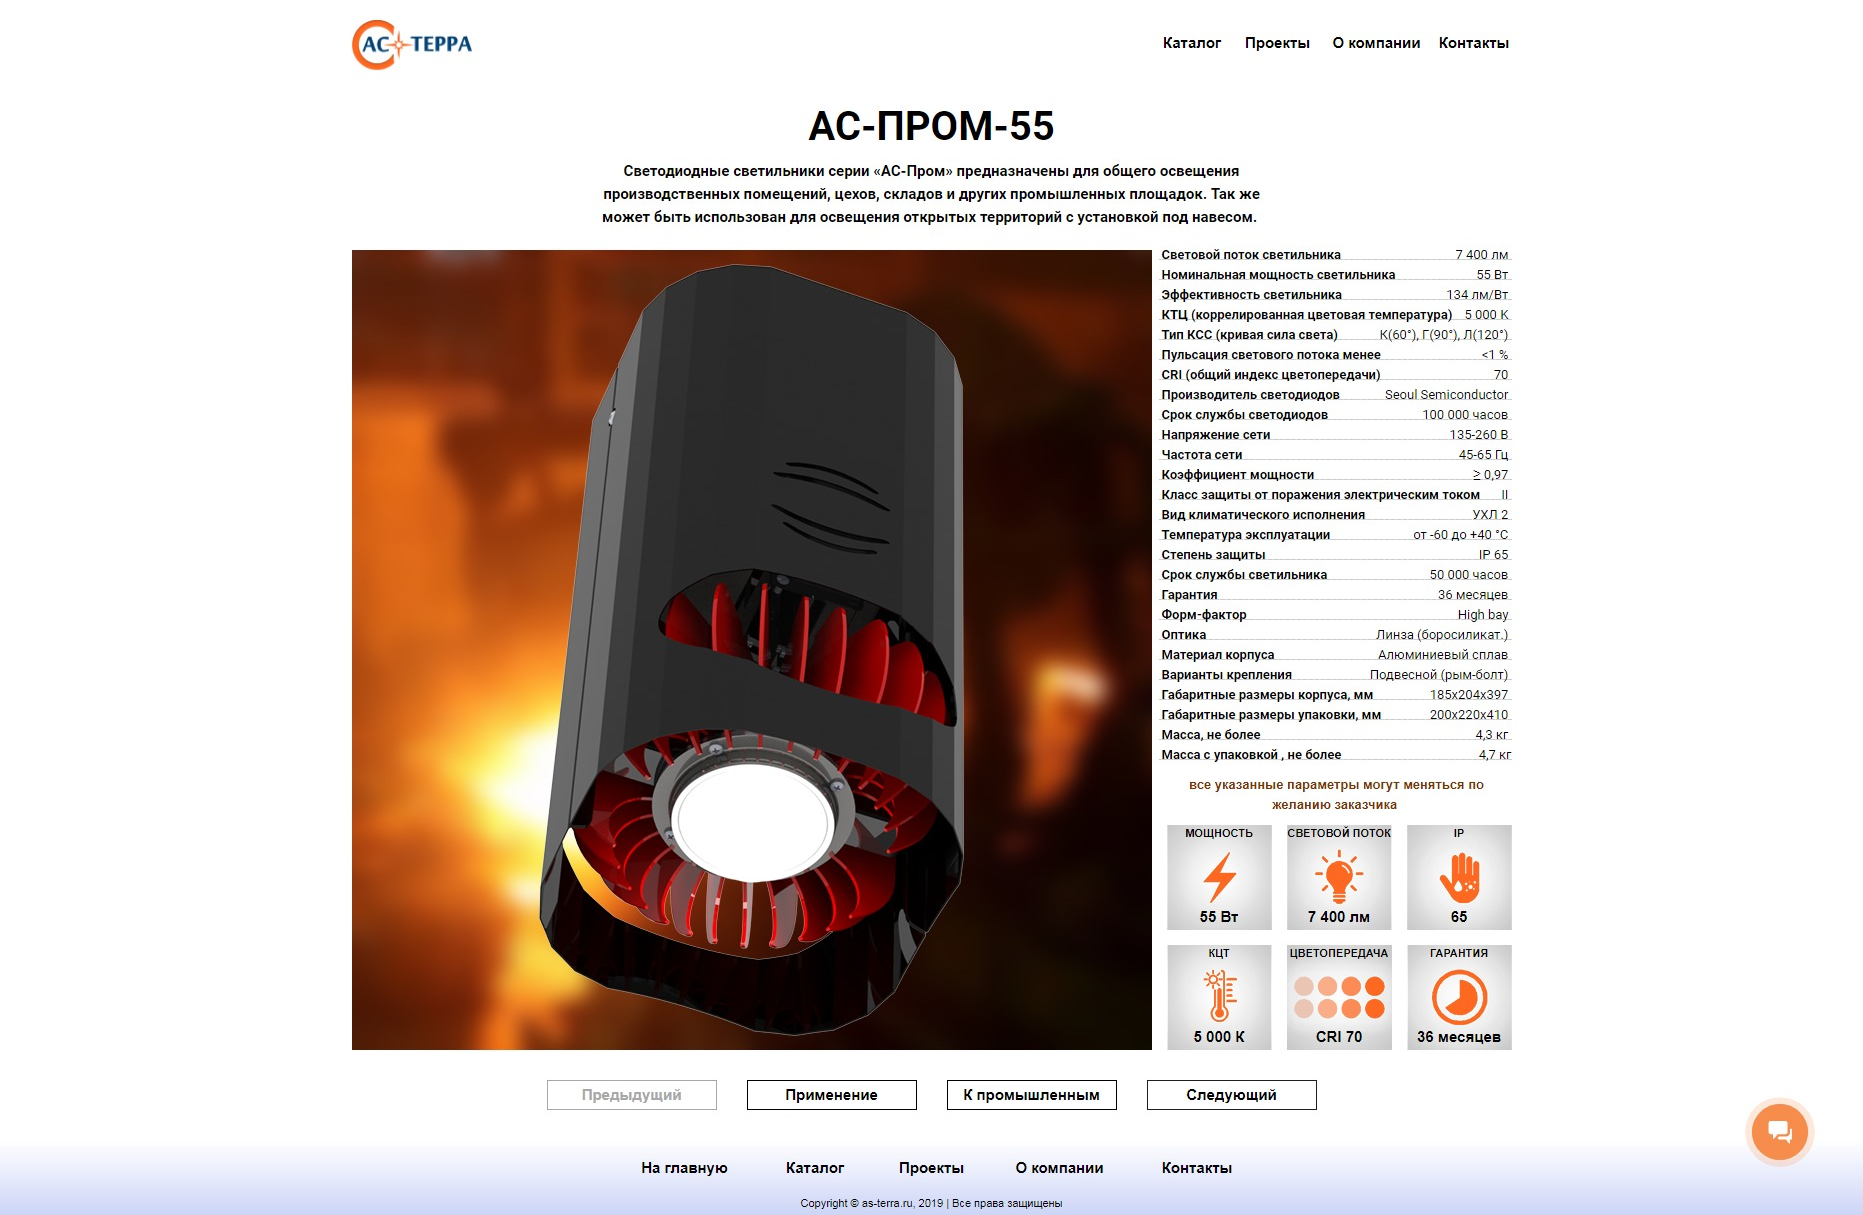 АС ТЕРРА
Каталог Проекты О компании Контакты
АС-ПРОМ-55
Светодиодные светильники серии «АС-Пром» предназначены для общего освещения
производственных помещений, цехов, складов и других промышленных площадок. Так же
может быть использован для освещения открытых территорий с установкой под навесом.
Световой поток светильника 7 400 лм
Номинальная мощность светильника 55 Вт
Эффективность светильника 134 лм/Вт
КТЦ (коррелированная цветовая температура) 5 000 К
Тип КСС (кривая сила света) К(60°), Г(90°), Л(120°)
Пульсация светового потока менее <1 %
CRI (общий индекс цветопередачи) 70
Производитель светодиодов Seoul Semiconductor
Срок службы светодиодов 100 000 часов
Напряжение сети 135-260 В
Частота сети 45-65 Гц
Коэффициент мощности ≥ 0,97
Класс защиты от поражения электрическим током II
Вид климатического исполнения УХЛ 2
Температура эксплуатации от -60 до +40 °С
Степень защиты IP 65
Срок службы светильника 50 000 часов
Гарантия 36 месяцев
Форм-фактор High bay
Оптика Линза (боросиликат.)
Материал корпуса Алюминиевый сплав
Варианты крепления Подвесной (рым-болт)
Габаритные размеры корпуса, мм 185x204x397
Габаритные размеры упаковки, мм 200x220x410
Масса, не более 4,3 кг
Масса с упаковкой , не более 4,7 кг
все указанные параметры могут меняться по
желанию заказчика
МОЩНОСТЬ СВЕТОВОЙ ПОТОК IP
55 Вт 7 400 лм 65
КЦТ ЦВЕТОПЕРЕДАЧА ГАРАНТИЯ
5 000 К CRI 70 36 месяцев
Предыдущий Применение К промышленным Следующий
На главную Каталог Проекты О компании Контакты
Copyright © as-terra.ru, 2019 | Все права защищены